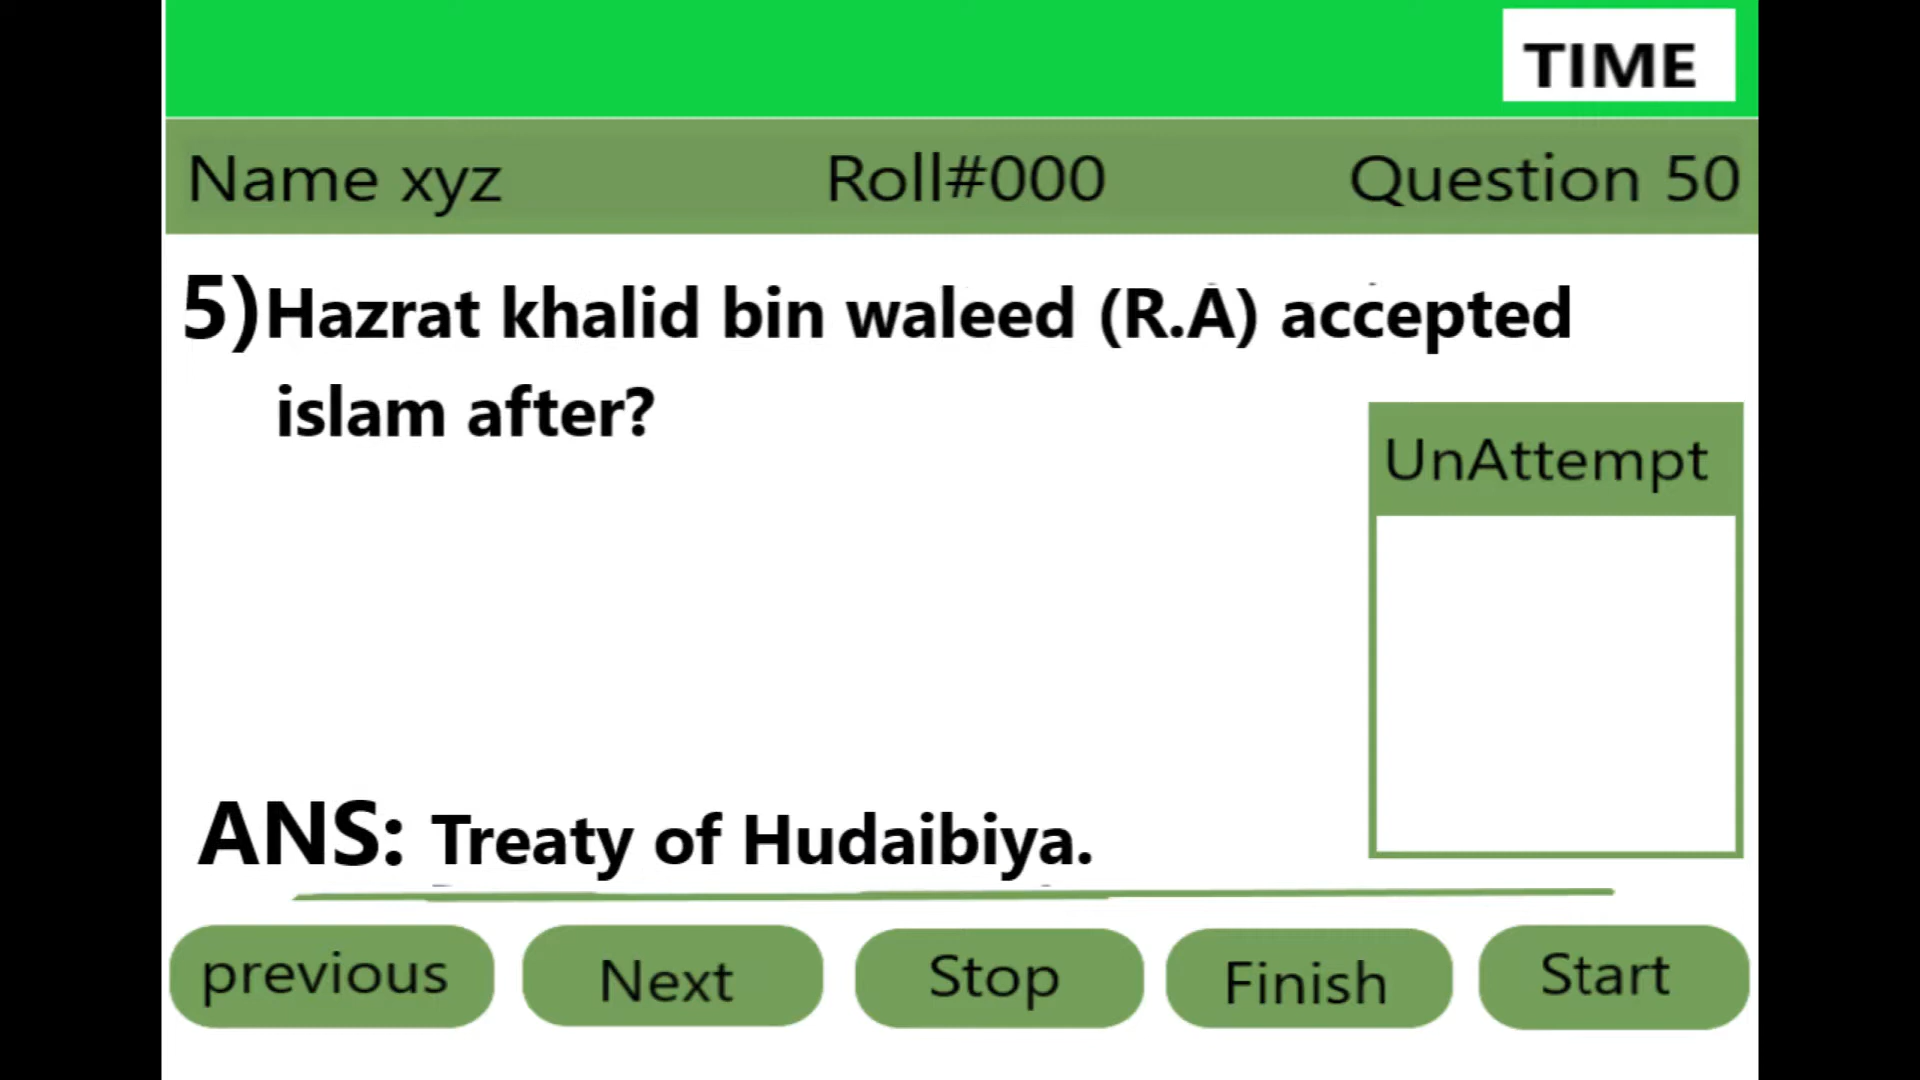 TIME
Name xyz Roll#000 Question 50
5)Hazrat khalid bin waleed (R.A) accepted
islam after?
UnAttempt
ANS: Treaty of Hudaibiya.
previous Next Stop Finish Start